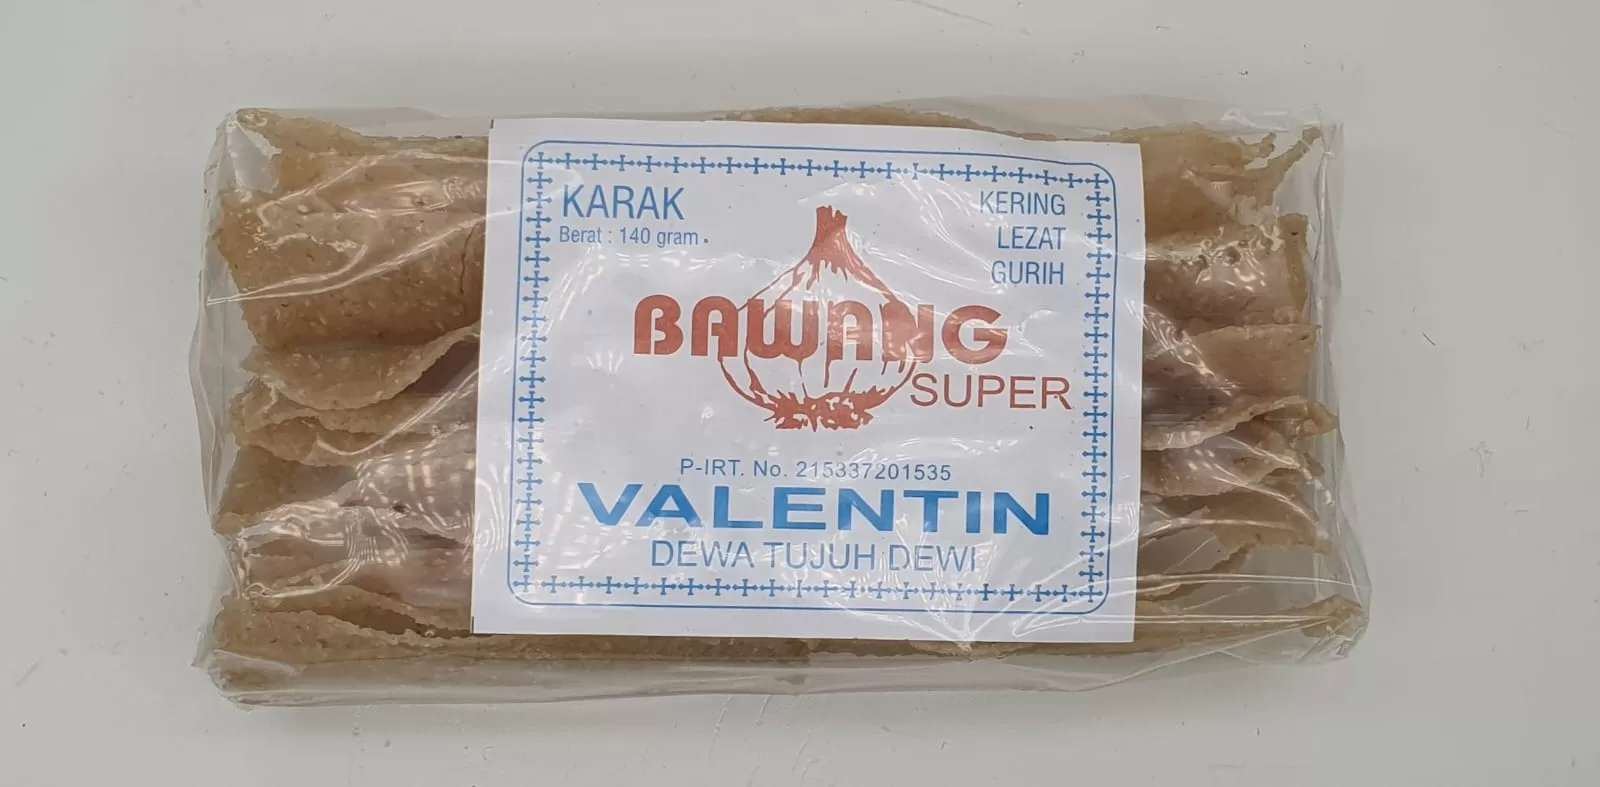 KARAK
Berat : 140 gram.
KERING
LEZAT
GURIH
BAWANG
SUPER
P-IRT. No. 215337201535
VALENTIN
DEWA TUJUH DEWI